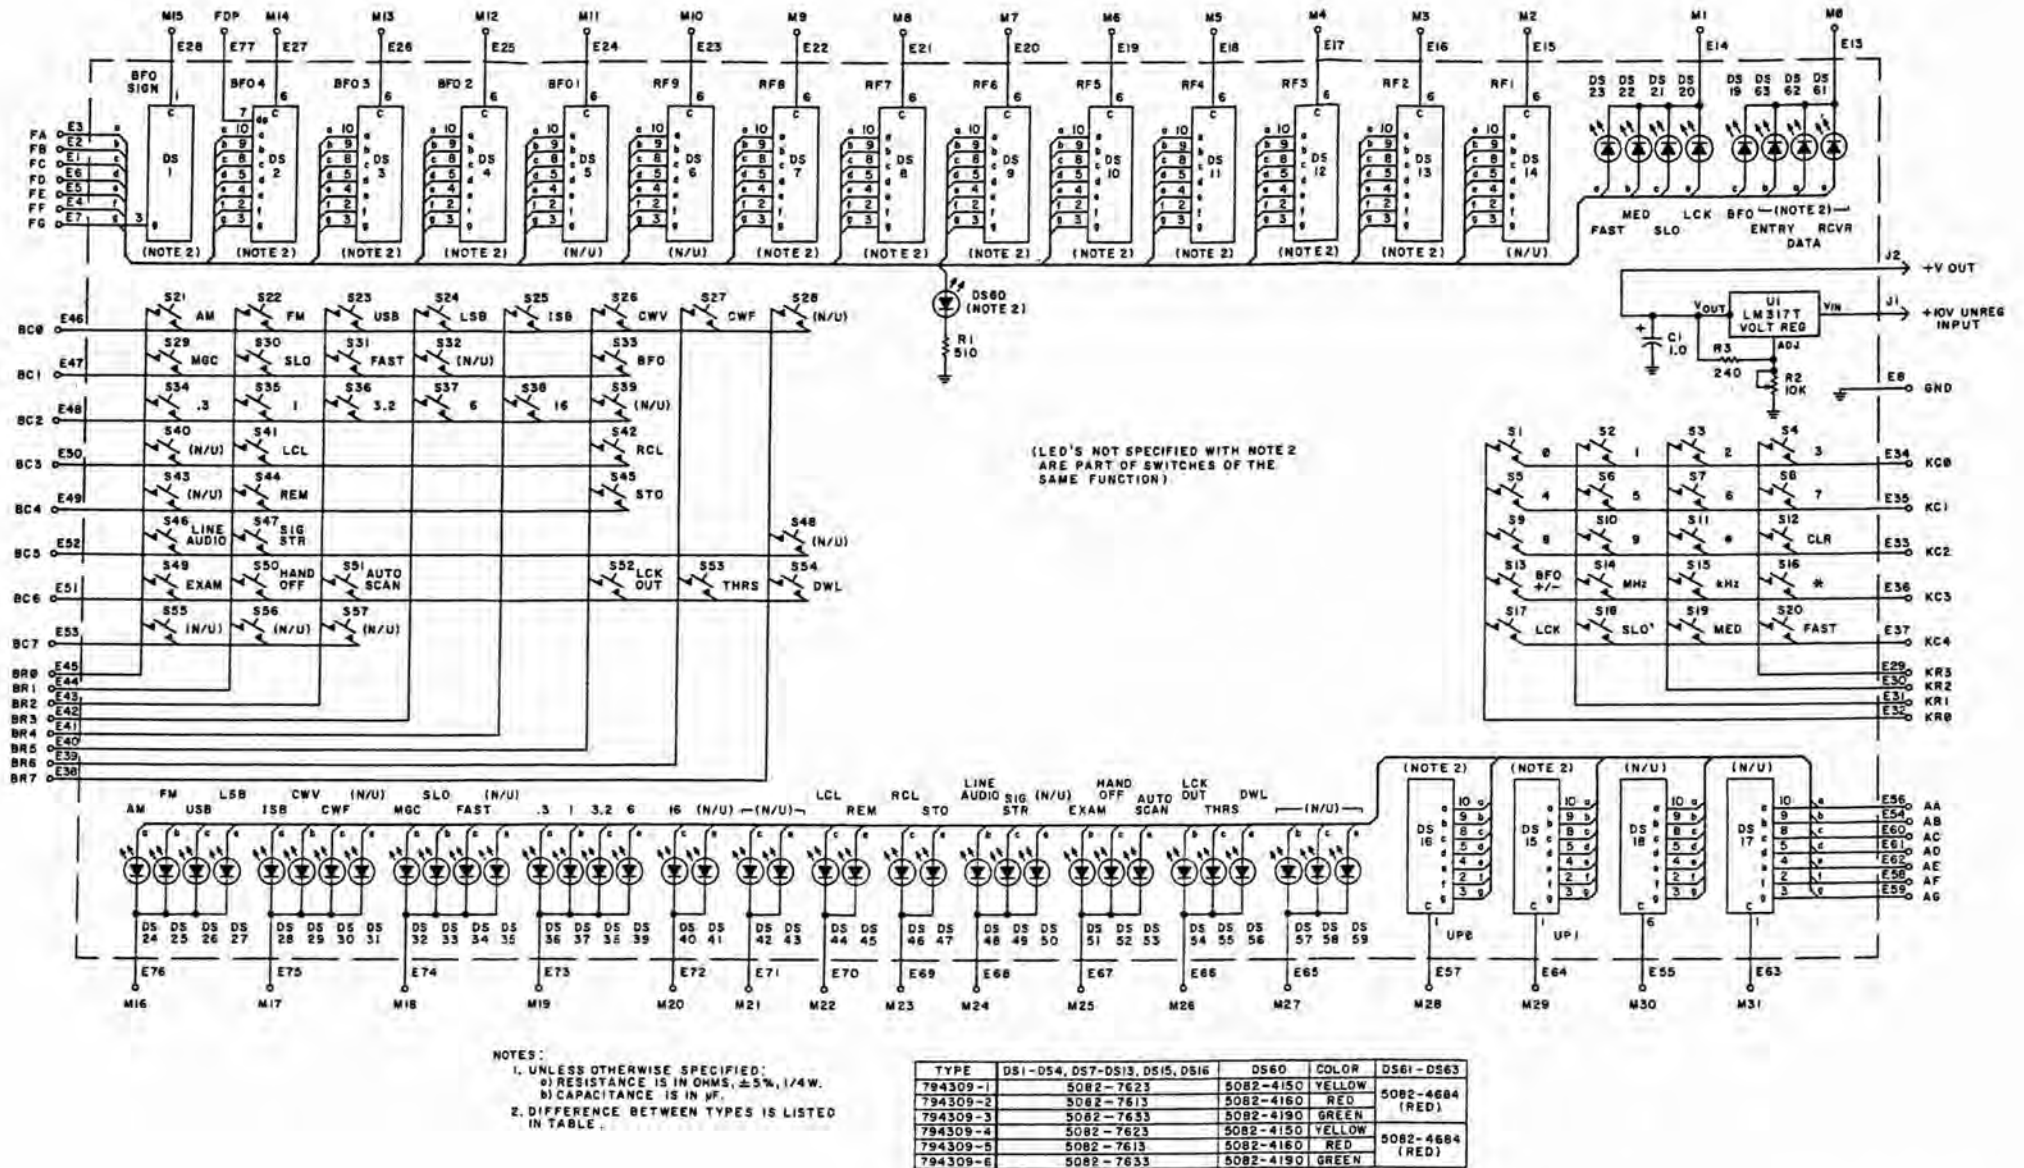 M15 FDP M14 M13 M12 M11 M10 M9 M8 M7 M6 M5 M4 M3 M2 M1 M0
E28 E77 E27 E26 E25 E24 E23 E22 E21 E20 E19 E18 E17 E16 E15 E14 E13
BFO SIGN BFO4 BFO3 BFO2 BFO1 RF9 RF8 RF7 RF6 RF5 RF4 RF3 RF2 RF1
DS 23 DS 22 DS 21 DS 20 DS 19 DS 63 DS 62 DS 61
FA E3 a
FB E2 b
FC E1 c
FD E6 d
FE E5 e
FF E4 f
FG E7 g
DS 1 DS 2 DS 3 DS 4 DS 5 DS 6 DS 7 DS 8 DS 9 DS 10 DS 11 DS 12 DS 13 DS 14
(NOTE 2) (NOTE 2) (NOTE 2) (NOTE 2) (N/U) (N/U) (NOTE 2) (NOTE 2) (NOTE 2) (NOTE 2) (NOTE 2) (NOTE 2) (NOTE 2) (N/U)
MED LCK BFO (NOTE 2)
FAST SLO ENTRY RCVR
DATA
J2 +V OUT
DS60
(NOTE 2)
R1
510
VOUT U1 LM317T VOLT REG VIN J1 +10V UNREG INPUT
ADJ
C1 1.0
R3 240
R2 10K
E8 GND
BC0 E46 S21 AM S22 FM S23 USB S24 LSB S25 ISB S26 CWV S27 CWF S28 (N/U)
BC1 E47 S29 MGC S30 SLO S31 FAST S32 (N/U) S33 BFO
BC2 E48 S34 .3 S35 1 S36 3.2 S37 6 S38 16 S39 (N/U)
BC3 E50 S40 (N/U) S41 LCL S42 RCL
BC4 E49 S43 (N/U) S44 REM S45 STO
BC5 E52 S46 LINE AUDIO S47 SIG STR S48 (N/U)
BC6 E51 S49 EXAM S50 HAND OFF S51 AUTO SCAN S52 LCK OUT S53 THRS S54 DWL
BC7 E53 S55 (N/U) S56 (N/U) S57 (N/U)
BR0 E45
BR1 E44
BR2 E43
BR3 E42
BR4 E41
BR5 E40
BR6 E39
BR7 E38
(LED'S NOT SPECIFIED WITH NOTE 2
ARE PART OF SWITCHES OF THE
SAME FUNCTION)
S1 0 S2 1 S3 2 S4 3 E34 KC0
S5 4 S6 5 S7 6 S8 7 E35 KC1
S9 8 S10 9 S11 S12 CLR E33 KC2
S13 BFO +/- S14 MHz S15 kHz S16 * E36 KC3
S17 LCK S18 SLO S19 MED S20 FAST E37 KC4
E29 KR3
E30 KR2
E31 KR1
E32 KR0
FM LSB CWV (N/U) SLO (N/U) LCL RCL LINE AUDIO (N/U) HAND OFF LCK OUT DWL
AM USB ISB CWF MGC FAST .3 1 3.2 6 16 (N/U) (N/U) REM STO SIG STR EXAM AUTO SCAN THRS (N/U)
DS 24 DS 25 DS 26 DS 27 DS 28 DS 29 DS 30 DS 31 DS 32 DS 33 DS 34 DS 35 DS 36 DS 37 DS 38 DS 39 DS 40 DS 41 DS 42 DS 43 DS 44 DS 45 DS 46 DS 47 DS 48 DS 49 DS 50 DS 51 DS 52 DS 53 DS 54 DS 55 DS 56 DS 57 DS 58 DS 59
(NOTE 2) (NOTE 2) (N/U) (N/U)
DS 16 DS 15 DS 18 DS 17
E56 AA
E54 AB
E60 AC
E61 AD
E62 AE
E58 AF
E59 AG
UP0 UP1
E76 E75 E74 E73 E72 E71 E70 E69 E68 E67 E66 E65 E57 E64 E55 E63
M16 M17 M18 M19 M20 M21 M22 M23 M24 M25 M26 M27 M28 M29 M30 M31
NOTES:
1. UNLESS OTHERWISE SPECIFIED:
a) RESISTANCE IS IN OHMS, ±5%, 1/4W.
b) CAPACITANCE IS IN µF.
2. DIFFERENCE BETWEEN TYPES IS LISTED
IN TABLE.
TYPE DS1-DS4, DS7-DS13, DS15, DS16 DS60 COLOR DS61-DS63
794309-1 5082-7623 5082-4150 YELLOW 5082-4684 (RED)
794309-2 5082-7613 5082-4160 RED
794309-3 5082-7633 5082-4190 GREEN
794309-4 5082-7623 5082-4150 YELLOW 5082-4684 (RED)
794309-5 5082-7613 5082-4160 RED
794309-6 5082-7633 5082-4190 GREEN